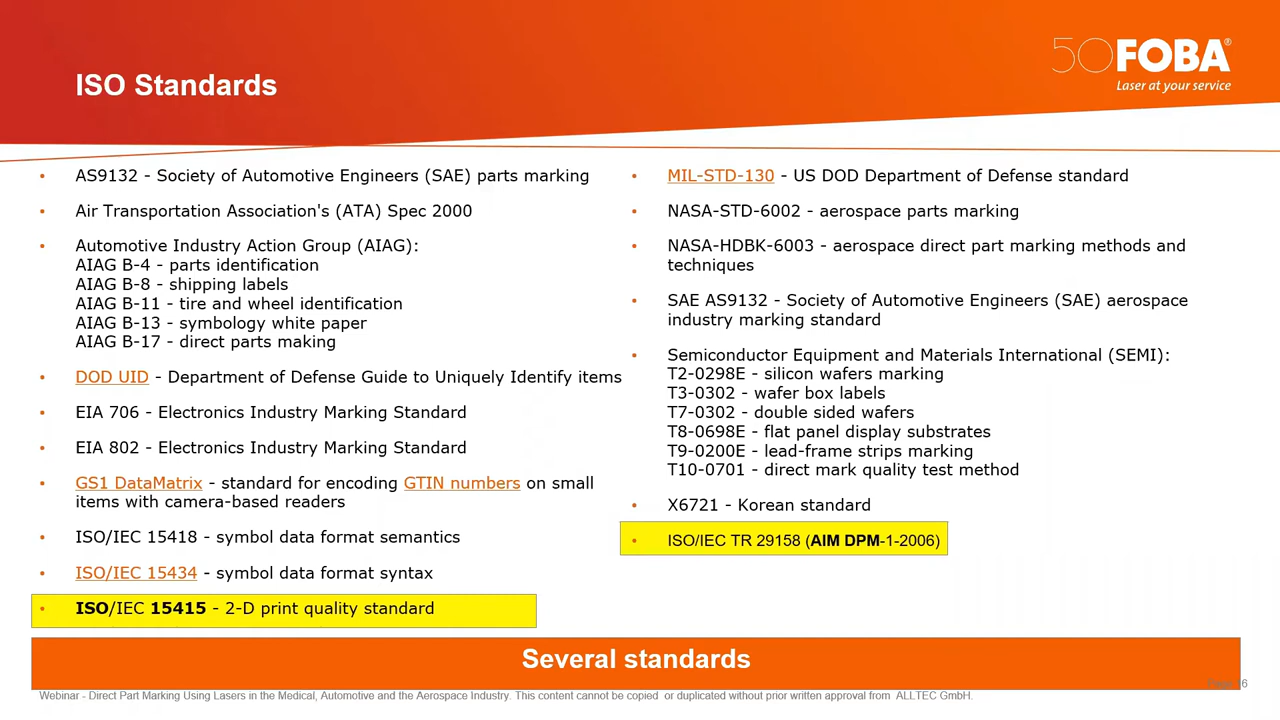 ISO Standards
50 FOBA®
Laser at your service
• AS9132 - Society of Automotive Engineers (SAE) parts marking
• Air Transportation Association's (ATA) Spec 2000
• Automotive Industry Action Group (AIAG):
AIAG B-4 - parts identification
AIAG B-8 - shipping labels
AIAG B-11 - tire and wheel identification
AIAG B-13 - symbology white paper
AIAG B-17 - direct parts making
• DOD UID - Department of Defense Guide to Uniquely Identify items
• EIA 706 - Electronics Industry Marking Standard
• EIA 802 - Electronics Industry Marking Standard
• GS1 DataMatrix - standard for encoding GTIN numbers on small
items with camera-based readers
• ISO/IEC 15418 - symbol data format semantics
• ISO/IEC 15434 - symbol data format syntax
• ISO/IEC 15415 - 2-D print quality standard
• MIL-STD-130 - US DOD Department of Defense standard
• NASA-STD-6002 - aerospace parts marking
• NASA-HDBK-6003 - aerospace direct part marking methods and
techniques
• SAE AS9132 - Society of Automotive Engineers (SAE) aerospace
industry marking standard
• Semiconductor Equipment and Materials International (SEMI):
T2-0298E - silicon wafers marking
T3-0302 - wafer box labels
T7-0302 - double sided wafers
T8-0698E - flat panel display substrates
T9-0200E - lead-frame strips marking
T10-0701 - direct mark quality test method
• X6721 - Korean standard
• ISO/IEC TR 29158 (AIM DPM-1-2006)
Several standards
Webinar - Direct Part Marking Using Lasers in the Medical, Automotive and the Aerospace Industry. This content cannot be copied or duplicated without prior written approval from ALLTEC GmbH.